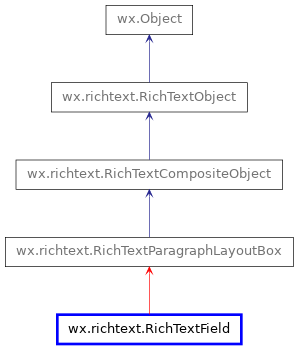 wx.Object
wx.richtext.RichTextObject
wx.richtext.RichTextCompositeObject
wx.richtext.RichTextParagraphLayoutBox
wx.richtext.RichTextField